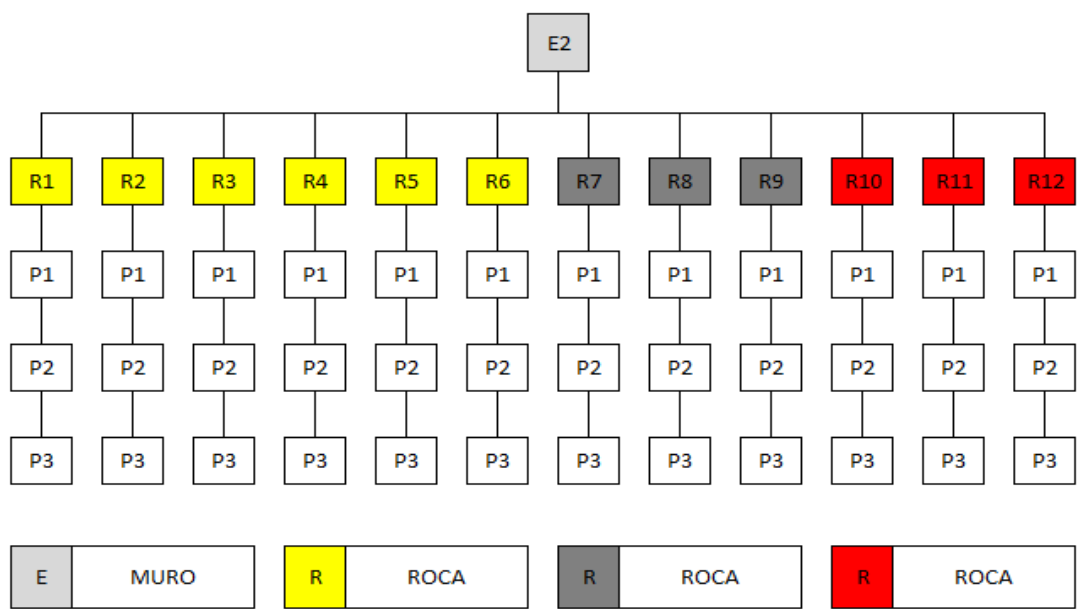 E2
R1 R2 R3 R4 R5 R6 R7 R8 R9 R10 R11 R12
P1 P1 P1 P1 P1 P1 P1 P1 P1 P1 P1 P1
P2 P2 P2 P2 P2 P2 P2 P2 P2 P2 P2 P2
P3 P3 P3 P3 P3 P3 P3 P3 P3 P3 P3 P3
E MURO R ROCA R ROCA R ROCA